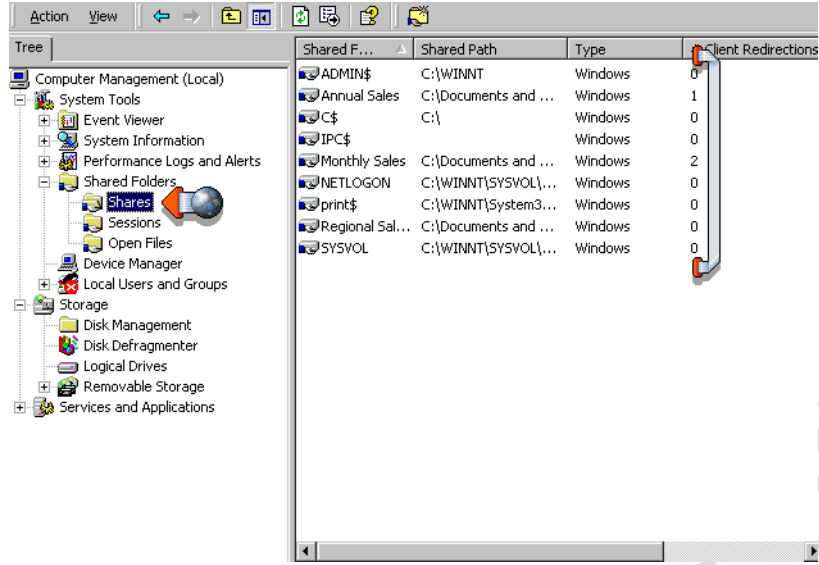 Action View
Tree
Shared F... Shared Path Type # Client Redirections
Computer Management (Local)
System Tools
Event Viewer
System Information
Performance Logs and Alerts
Shared Folders
Shares
Sessions
Open Files
Device Manager
Local Users and Groups
Storage
Disk Management
Disk Defragmenter
Logical Drives
Removable Storage
Services and Applications
ADMIN$ C:\WINNT Windows 0
Annual Sales C:\Documents and ... Windows 1
C$ C:\ Windows 0
IPC$ Windows 0
Monthly Sales C:\Documents and ... Windows 2
NETLOGON C:\WINNT\SYSVOL\... Windows 0
print$ C:\WINNT\System3... Windows 0
Regional Sal... C:\Documents and ... Windows 0
SYSVOL C:\WINNT\SYSVOL\... Windows 0